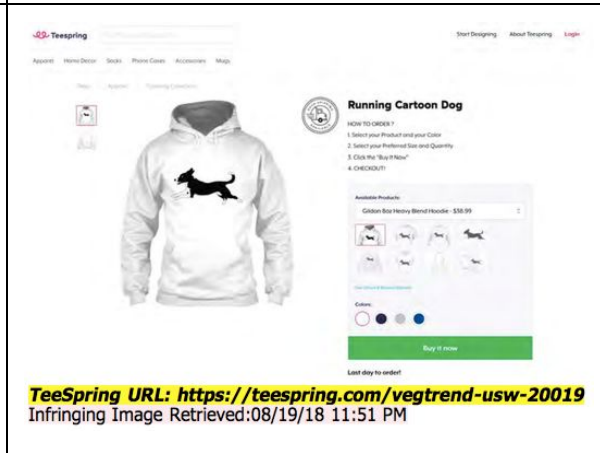 Teespring
Start Designing About Teespring Login
Apparel Home Decor Socks Phone Cases Accessories Mugs
Apparel
Running Cartoon Dog
HOW TO ORDER ?
1. Select your Product and your Color
2. Select your Preferred Size and Quantity
3. Click the "Buy It Now"
4. CHECKOUT!
Available Products:
Gildan 8oz Heavy Blend Hoodie - $38.99
Colors:
Buy it now
Last day to order!
TeeSpring URL: https://teespring.com/vegtrend-usw-20019
Infringing Image Retrieved:08/19/18 11:51 PM